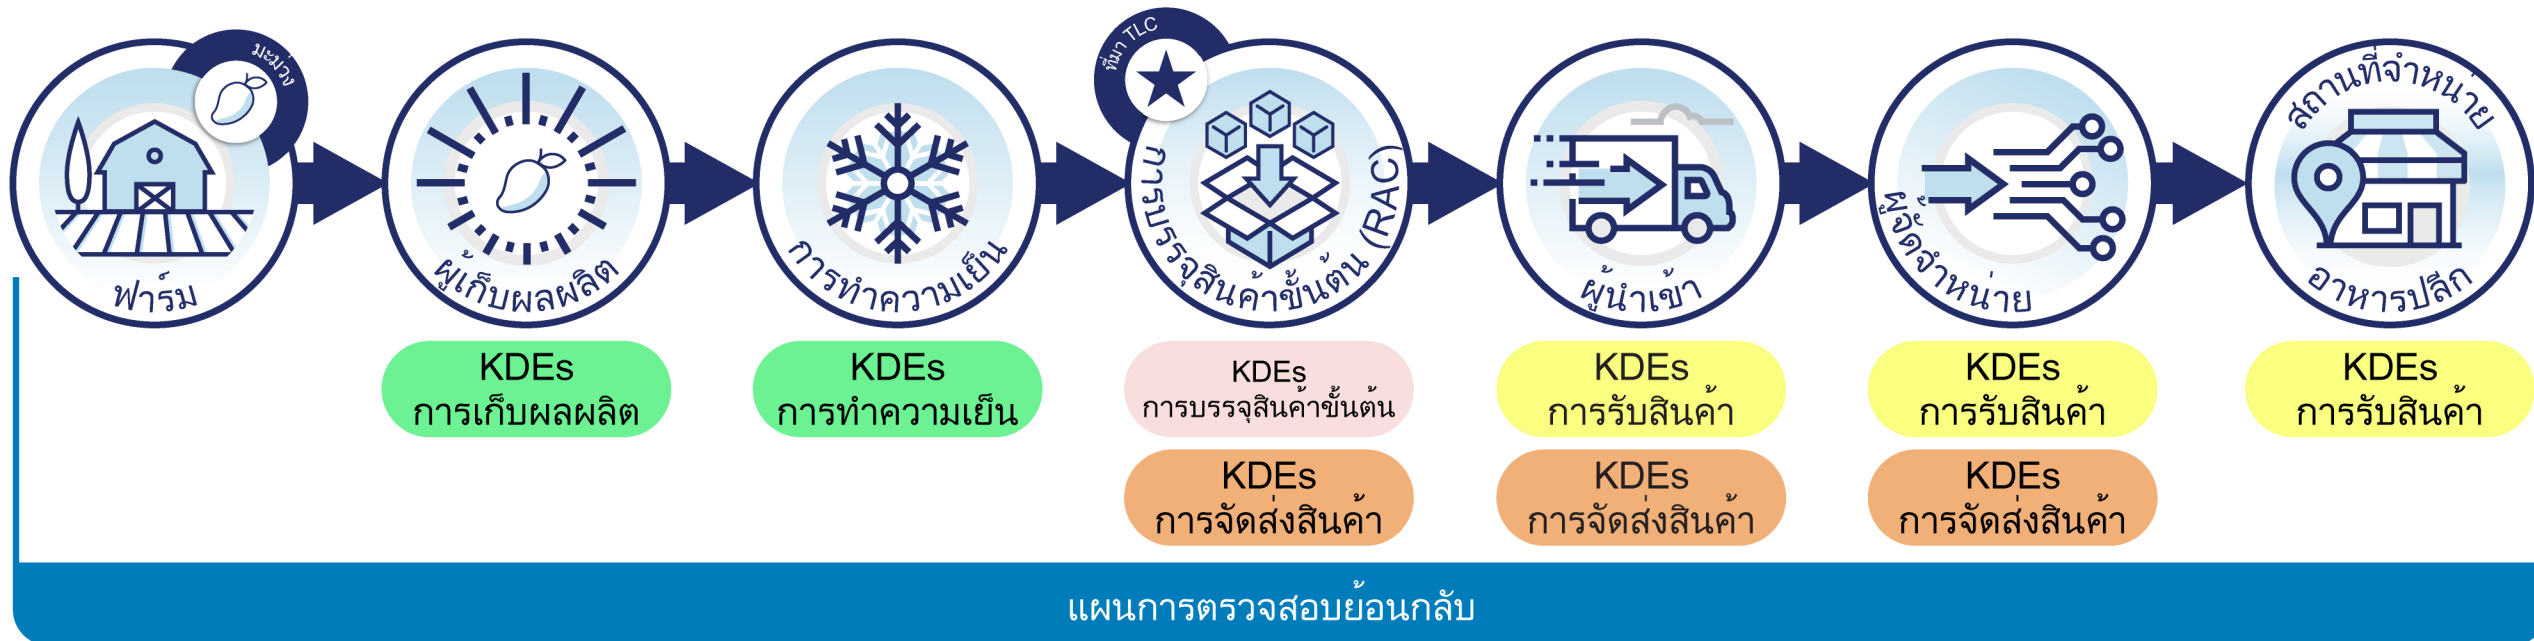 มะม่วง
ฟาร์ม
ผู้เก็บผลผลิต
KDEs
การเก็บผลผลิต
การทำความเย็น
KDEs
การทำความเย็น
ที่มา TLC
การบรรจุสินค้าขั้นต้น (RAC)
KDEs
การบรรจุสินค้าขั้นต้น
KDEs
การจัดส่งสินค้า
ผู้นำเข้า
KDEs
การรับสินค้า
KDEs
การจัดส่งสินค้า
ผู้จัดจำหน่าย
KDEs
การรับสินค้า
KDEs
การจัดส่งสินค้า
สถานที่จำหน่าย
อาหารปลีก
KDEs
การรับสินค้า
แผนการตรวจสอบย้อนกลับ